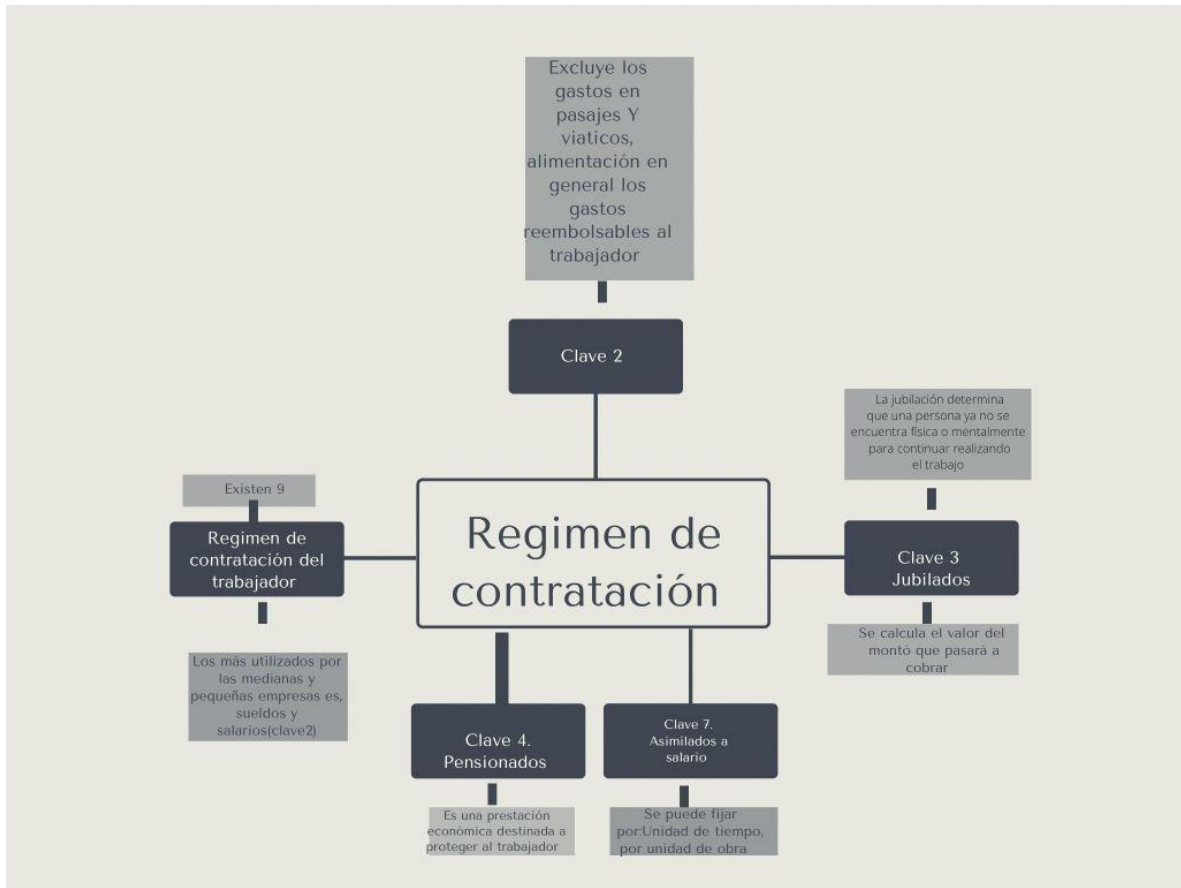 Excluye los
gastos en
pasajes Y
viaticos,
alimentación en
general los
gastos
reembolsables al
trabajador
Clave 2
La jubilación determina
que una persona ya no se
encuentra física o mentalmente
para continuar realizando
el trabajo
Existen 9
Regimen de
contratación del
trabajador
Regimen de
contratación
Clave 3
Jubilados
Se calcula el valor del
montó que pasará a
cobrar
Los más utilizados por
las medianas y
pequeñas empresas es,
sueldos y
salarios(clave2)
Clave 4.
Pensionados
Clave 7.
Asimilados a
salario
Es una prestación
económica destinada a
proteger al trabajador
Se puede fijar
por:Unidad de tiempo,
por unidad de obra